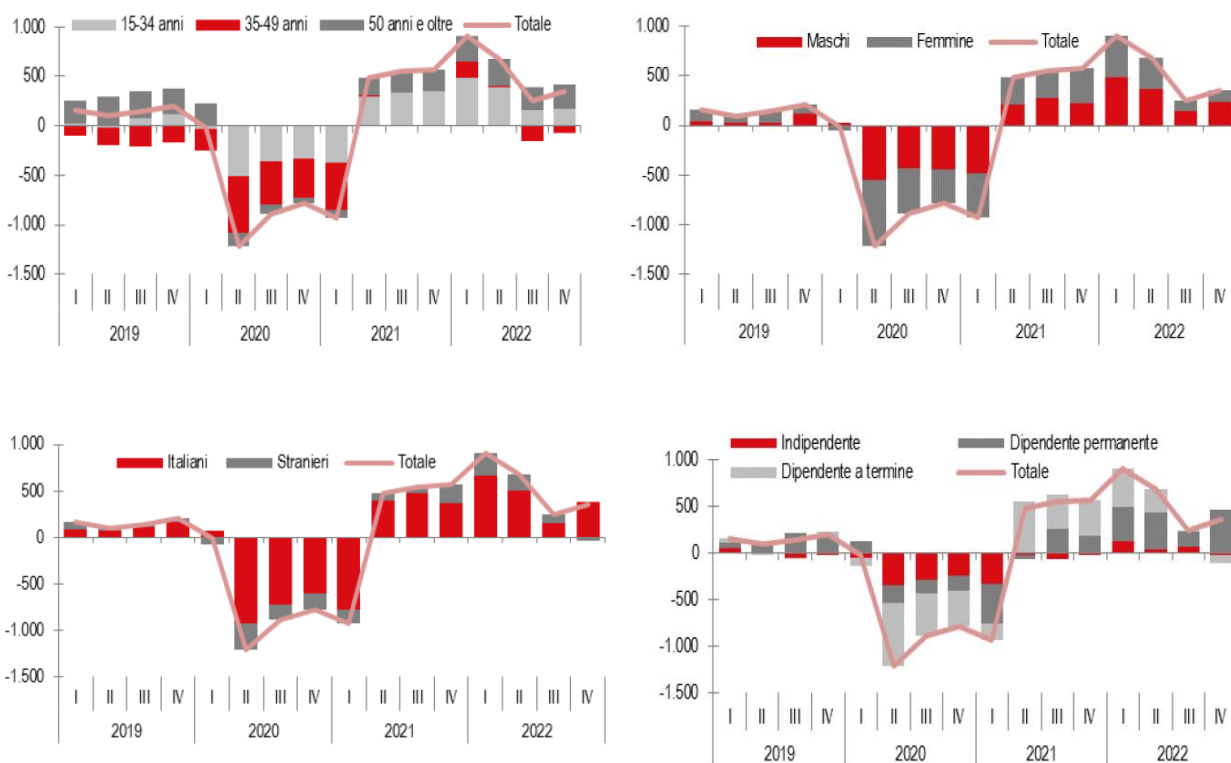 15-34 anni 35-49 anni 50 anni e oltre Totale
1.000
500
0
-500
-1.000
-1.500
I II III IV I II III IV I II III IV I II III IV
2019 2020 2021 2022
Maschi Femmine Totale
1.000
500
0
-500
-1.000
-1.500
I II III IV I II III IV I II III IV I II III IV
2019 2020 2021 2022
Italiani Stranieri Totale
1.000
500
0
-500
-1.000
-1.500
I II III IV I II III IV I II III IV I II III IV
2019 2020 2021 2022
Indipendente Dipendente permanente
Dipendente a termine Totale
1.000
500
0
-500
-1.000
-1.500
I II III IV I II III IV I II III IV I II III IV
2019 2020 2021 2022